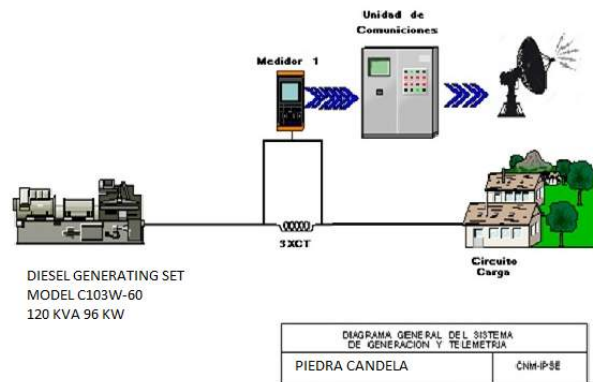 Unidad de
Comuniciones
Medidor 1
3XCT
DIESEL GENERATING SET
MODEL C103W-60
120 KVA 96 KW
Circuito
Carga
DIAGRAMA GENERAL DEL SISTEMA
DE GENERACION Y TELEMETRIA
PIEDRA CANDELA
CNM-IPSE